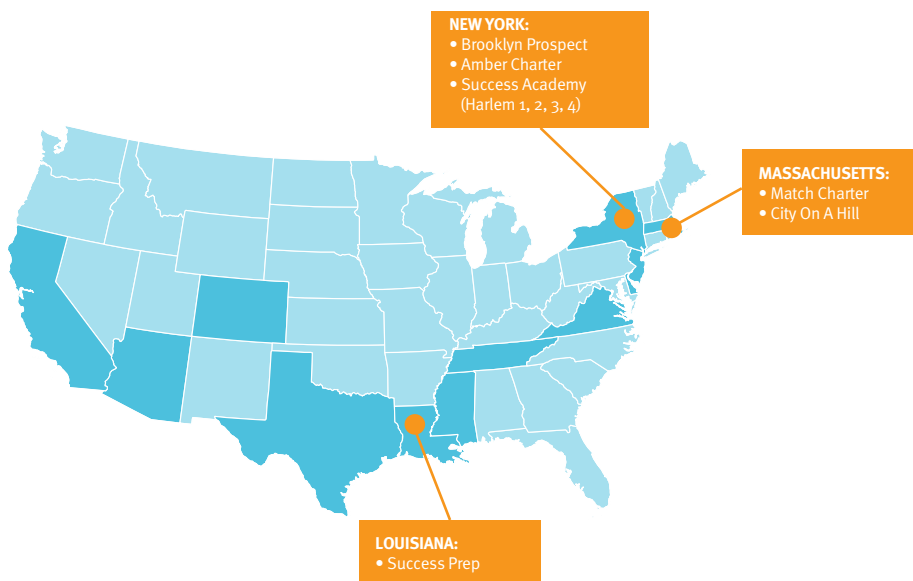 NEW YORK:
• Brooklyn Prospect
• Amber Charter
• Success Academy
(Harlem 1, 2, 3, 4)
MASSACHUSETTS:
• Match Charter
• City On A Hill
LOUISIANA:
• Success Prep